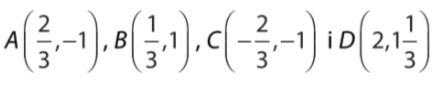 A(2/3,-1), B(1/3,1), C(-2/3,-1) i D(2,1 1/3)